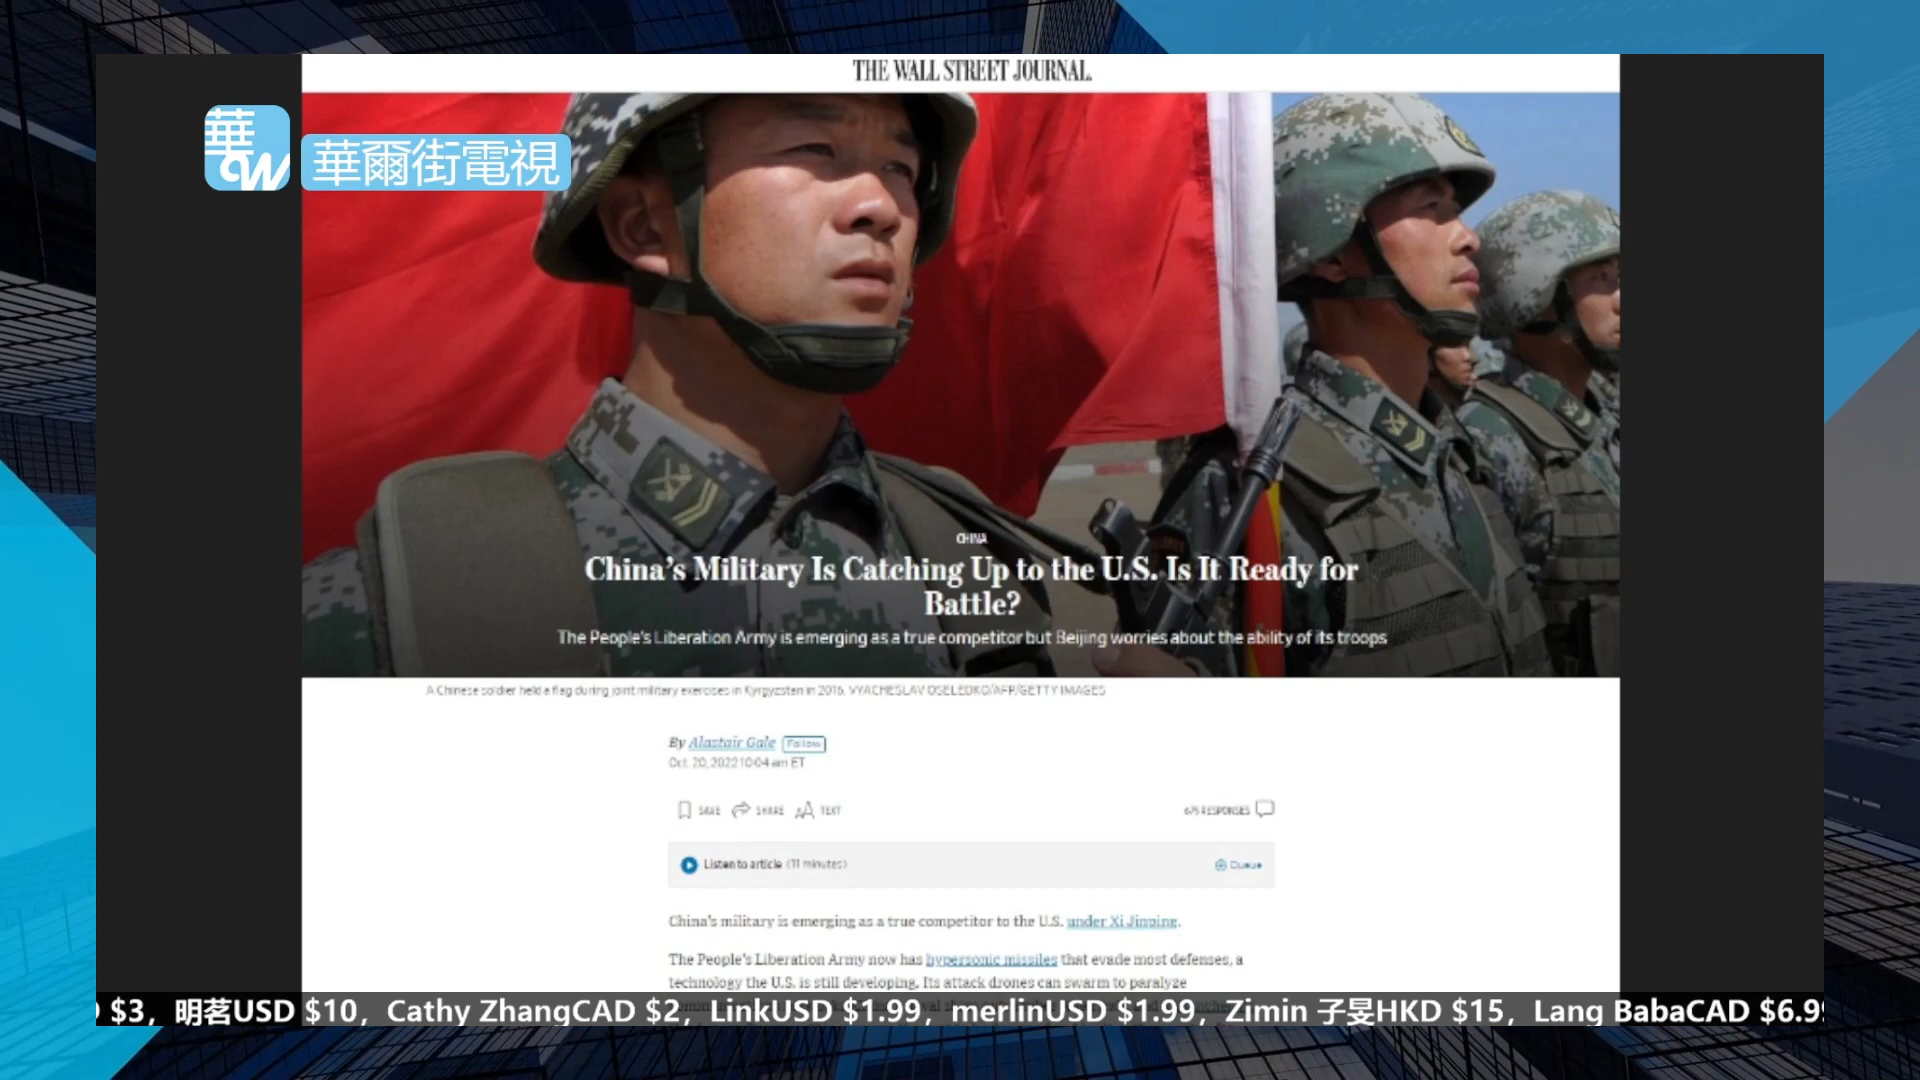 THE WALL STREET JOURNAL.
華
CW
華爾街電視
CHINA
China's Military Is Catching Up to the U.S. Is It Ready for
Battle?
The People's Liberation Army is emerging as a true competitor but Beijing worries about the ability of its troops
A Chinese soldier held a flag during joint military exercises in Kyrgyzstan in 2016. VYACHESLAV OSELEDKO/AFP/GETTY IMAGES
By Alastair Gale Follow
Oct. 20, 2022 10:04 am ET
SAVE SHARE AA TEXT
675 RESPONSES
Listen to article (11 minutes)
Queue
China's military is emerging as a true competitor to the U.S. under Xi Jinping.
The People's Liberation Army now has hypersonic missiles that evade most defenses, a
technology the U.S. is still developing. Its attack drones can swarm to paralyze
$3, 明茗USD $10, Cathy ZhangCAD $2, LinkUSD $1.99, merlinUSD $1.99, Zimin 子旻HKD $15, Lang BabaCAD $6.9